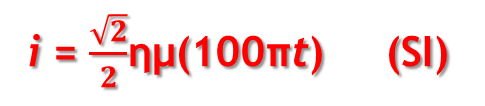 i = √2/2 ημ(100πt) (SI)